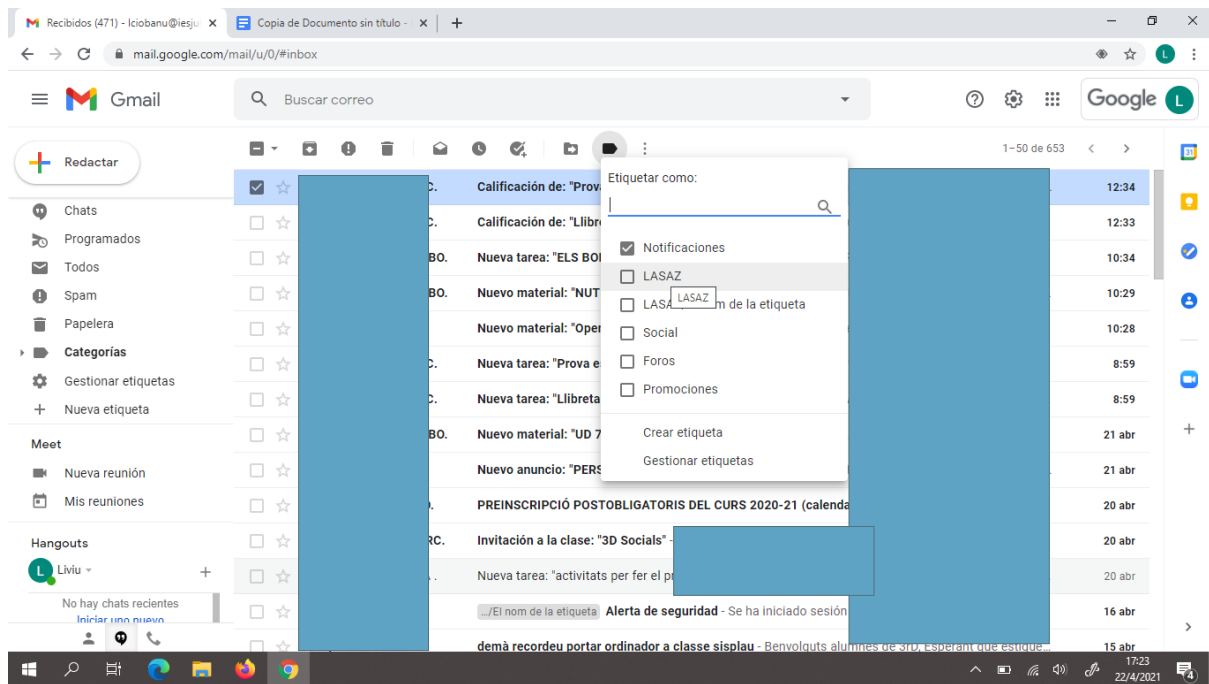 Recibidos (471) - lciobanu@iesju
Copia de Documento sin título -
mail.google.com/mail/u/0/#inbox
L
Gmail
Buscar correo
Google
L
Redactar
1–50 de 653
31
Etiquetar como:
Notificaciones
LASAZ
LASAZ
LASA m de la etiqueta
Social
Foros
Promociones
Crear etiqueta
Gestionar etiquetas
Chats
Programados
Todos
Spam
Papelera
Categorías
Gestionar etiquetas
Nueva etiqueta
Meet
Nueva reunión
Mis reuniones
Hangouts
L
Liviu
No hay chats recientes
Iniciar uno nuevo
C. Calificación de: "Prova 12:34
C. Calificación de: "Llibre 12:33
BO. Nueva tarea: "ELS BO 10:34
BO. Nuevo material: "NUT 10:29
Nuevo material: "Oper 10:28
C. Nueva tarea: "Prova e 8:59
C. Nueva tarea: "Llibreta 8:59
BO. Nuevo material: "UD 7 21 abr
Nuevo anuncio: "PERS 21 abr
PREINSCRIPCIÓ POSTOBLIGATORIS DEL CURS 2020-21 (calenda 20 abr
RC. Invitación a la clase: "3D Socials" - 20 abr
Nueva tarea: "activitats per fer el pr 20 abr
.../El nom de la etiqueta Alerta de seguridad - Se ha iniciado sesión 16 abr
demà recordeu portar ordinador a classe sisplau - Benvolguts alumnes de 3rD, Esperant que estigue... 15 abr
17:23
22/4/2021
4